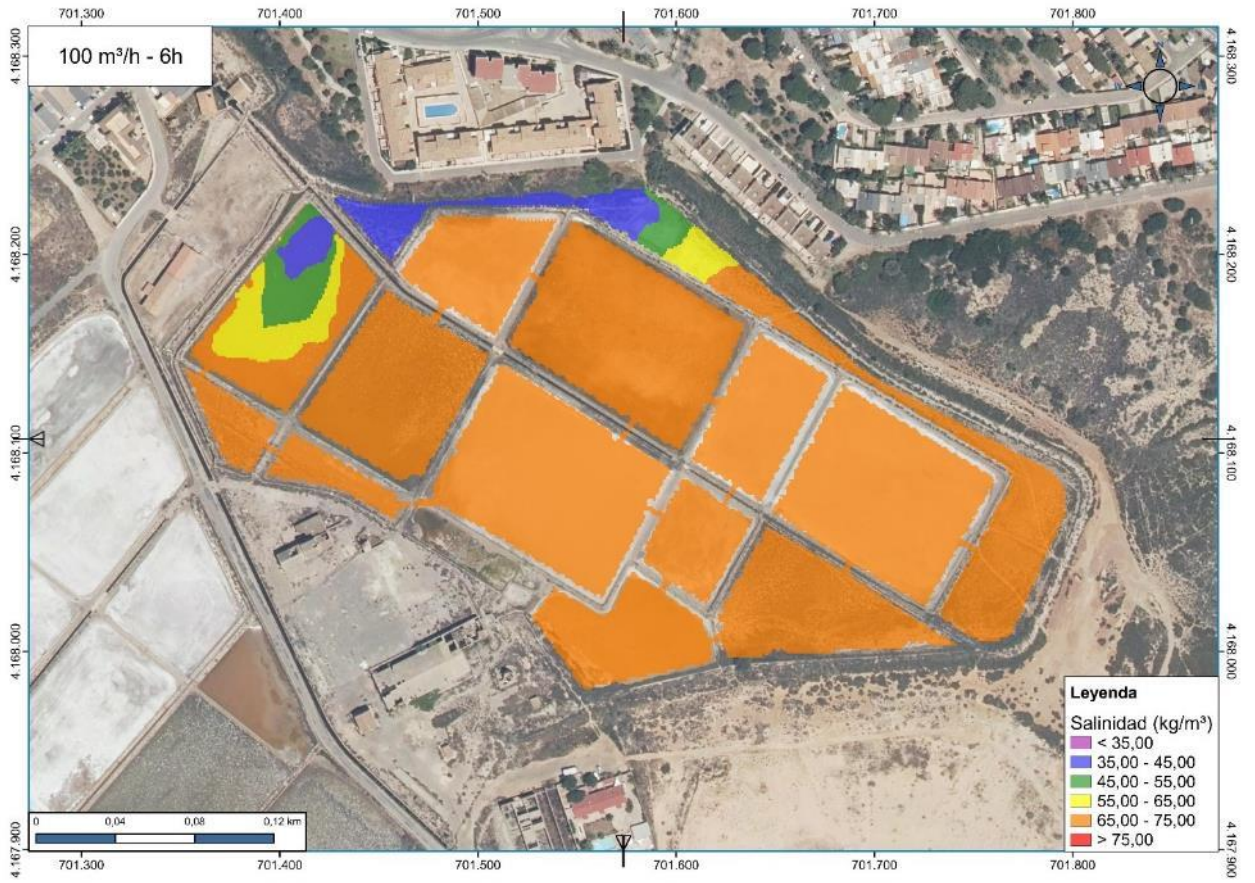 701.300 701.400 701.500 701.600 701.700 701.800
100 m³/h - 6h
4.168.300 4.168.300
4.168.200 4.168.200
4.168.100 4.168.100
4.168.000 4.168.000
4.167.900 4.167.900
Leyenda
Salinidad (kg/m³)
< 35,00
35,00 - 45,00
45,00 - 55,00
55,00 - 65,00
65,00 - 75,00
> 75,00
0 0,04 0,08 0,12 km
701.300 701.400 701.500 701.600 701.700 701.800